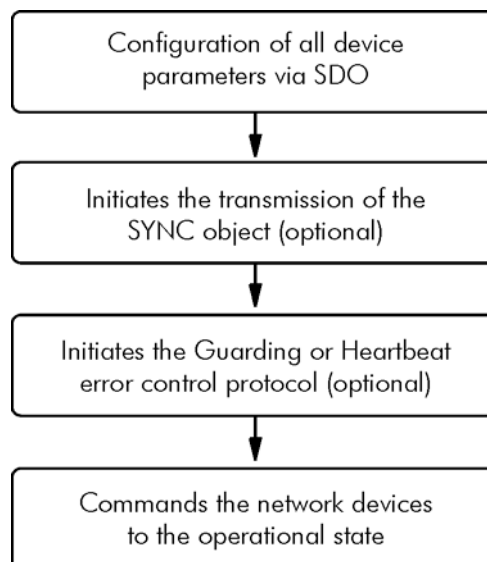 Configuration of all device
parameters via SDO
Initiates the transmission of the
SYNC object (optional)
Initiates the Guarding or Heartbeat
error control protocol (optional)
Commands the network devices
to the operational state